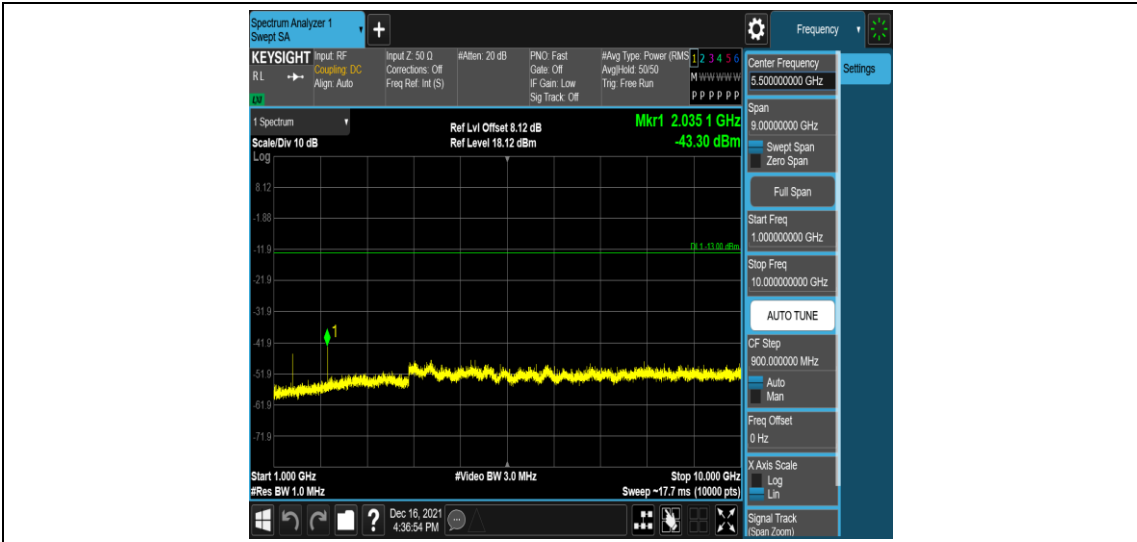 Spectrum Analyzer 1
Swept SA
+
Frequency
KEYSIGHT Input: RF Input Z: 50 Ω #Atten: 20 dB PNO: Fast #Avg Type: Power (RMS 1 2 3 4 5 6
RL Coupling: DC Corrections: Off Gate: Off Avg|Hold: 50/50 M W W W W W
Align: Auto Freq Ref: Int (S) IF Gain: Low Trig: Free Run
Sig Track: Off P P P P P P
LXI
1 Spectrum
Ref Lvl Offset 8.12 dB Mkr1 2.035 1 GHz
Scale/Div 10 dB Ref Level 18.12 dBm -43.30 dBm
Log
8.12
-1.88
-11.9
DL1 -13.00 dBm
-21.9
-31.9
1
-41.9
-51.9
-61.9
-71.9
Start 1.000 GHz #Video BW 3.0 MHz Stop 10.000 GHz
#Res BW 1.0 MHz Sweep ~17.7 ms (10000 pts)
? Dec 16, 2021
4:36:54 PM
Center Frequency
5.500000000 GHz
Settings
Span
9.00000000 GHz
Swept Span
Zero Span
Full Span
Start Freq
1.000000000 GHz
Stop Freq
10.000000000 GHz
AUTO TUNE
CF Step
900.000000 MHz
Auto
Man
Freq Offset
0 Hz
X Axis Scale
Log
Lin
Signal Track
(Span Zoom)